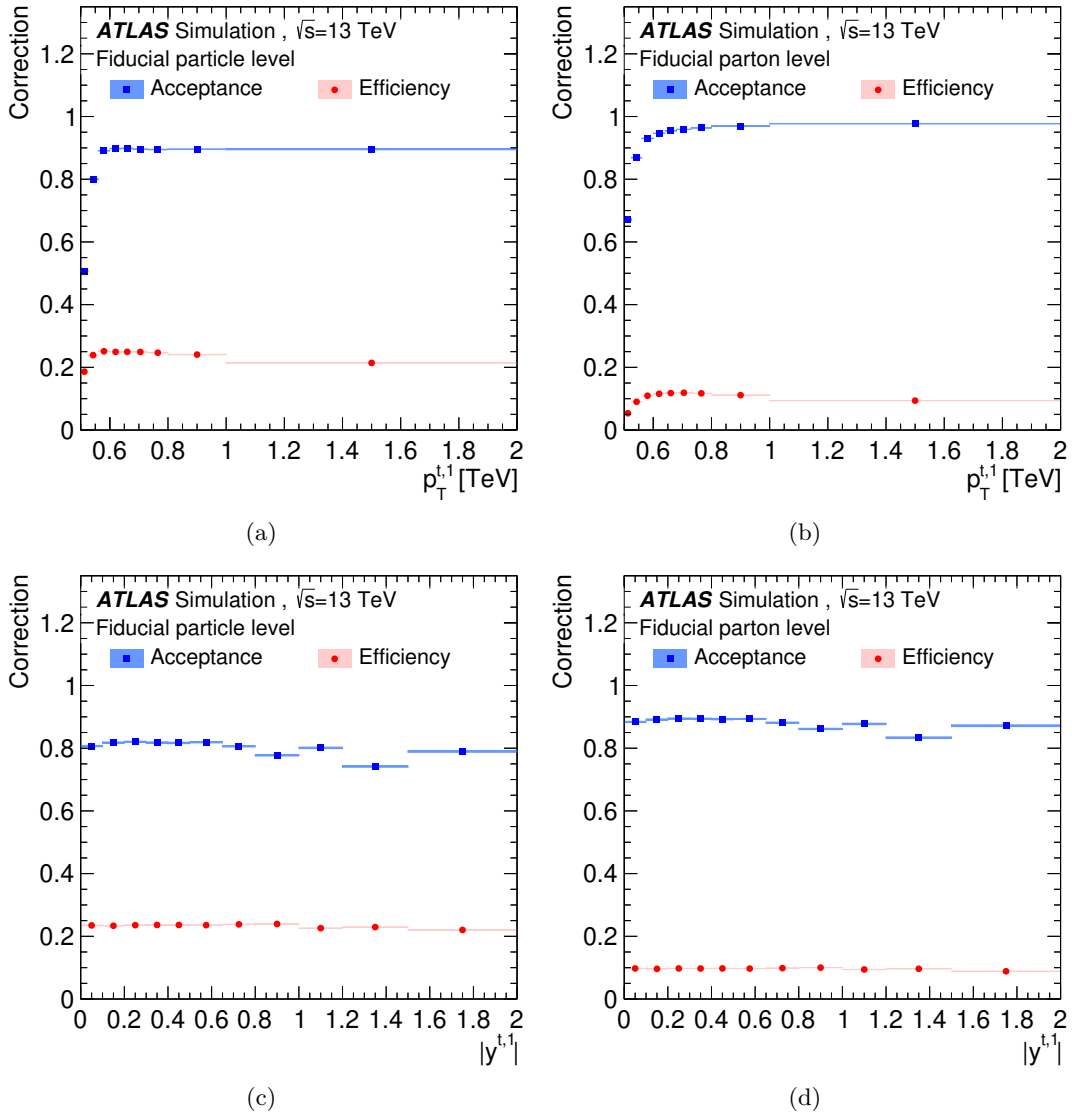 ATLAS Simulation , √s=13 TeV
Fiducial particle level
Acceptance Efficiency
Correction
0 0.2 0.4 0.6 0.8 1 1.2
0.6 0.8 1 1.2 1.4 1.6 1.8 2
p_T^{t,1} [TeV]
(a)
ATLAS Simulation , √s=13 TeV
Fiducial parton level
Acceptance Efficiency
Correction
0 0.2 0.4 0.6 0.8 1 1.2
0.6 0.8 1 1.2 1.4 1.6 1.8 2
p_T^{t,1} [TeV]
(b)
ATLAS Simulation , √s=13 TeV
Fiducial particle level
Acceptance Efficiency
Correction
0 0.2 0.4 0.6 0.8 1 1.2
0 0.2 0.4 0.6 0.8 1 1.2 1.4 1.6 1.8 2
|y^{t,1}|
(c)
ATLAS Simulation , √s=13 TeV
Fiducial parton level
Acceptance Efficiency
Correction
0 0.2 0.4 0.6 0.8 1 1.2
0 0.2 0.4 0.6 0.8 1 1.2 1.4 1.6 1.8 2
|y^{t,1}|
(d)